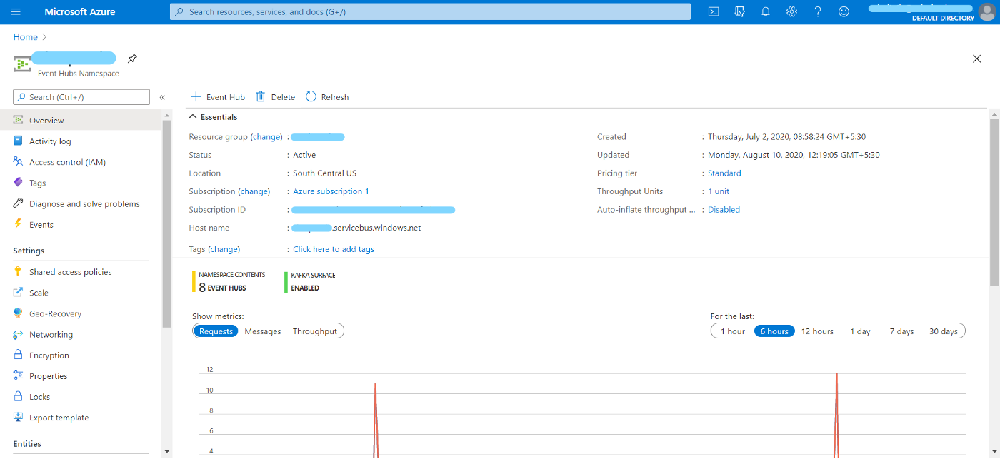 Microsoft Azure
Search resources, services, and docs (G+/)
DEFAULT DIRECTORY
Home
Event Hubs Namespace
Search (Ctrl+/)
«
Event Hub
Delete
Refresh
Overview
Activity log
Access control (IAM)
Tags
Diagnose and solve problems
Events
Settings
Shared access policies
Scale
Geo-Recovery
Networking
Encryption
Properties
Locks
Export template
Entities
Essentials
Resource group (change) :
Status : Active
Location : South Central US
Subscription (change) : Azure subscription 1
Subscription ID :
Host name : .servicebus.windows.net
Tags (change) : Click here to add tags
Created : Thursday, July 2, 2020, 08:58:24 GMT+5:30
Updated : Monday, August 10, 2020, 12:19:05 GMT+5:30
Pricing tier : Standard
Throughput Units : 1 unit
Auto-inflate throughput ... : Disabled
NAMESPACE CONTENTS
8 EVENT HUBS
KAFKA SURFACE
ENABLED
Show metrics:
Requests Messages Throughput
For the last:
1 hour 6 hours 12 hours 1 day 7 days 30 days
12
10
8
6
4